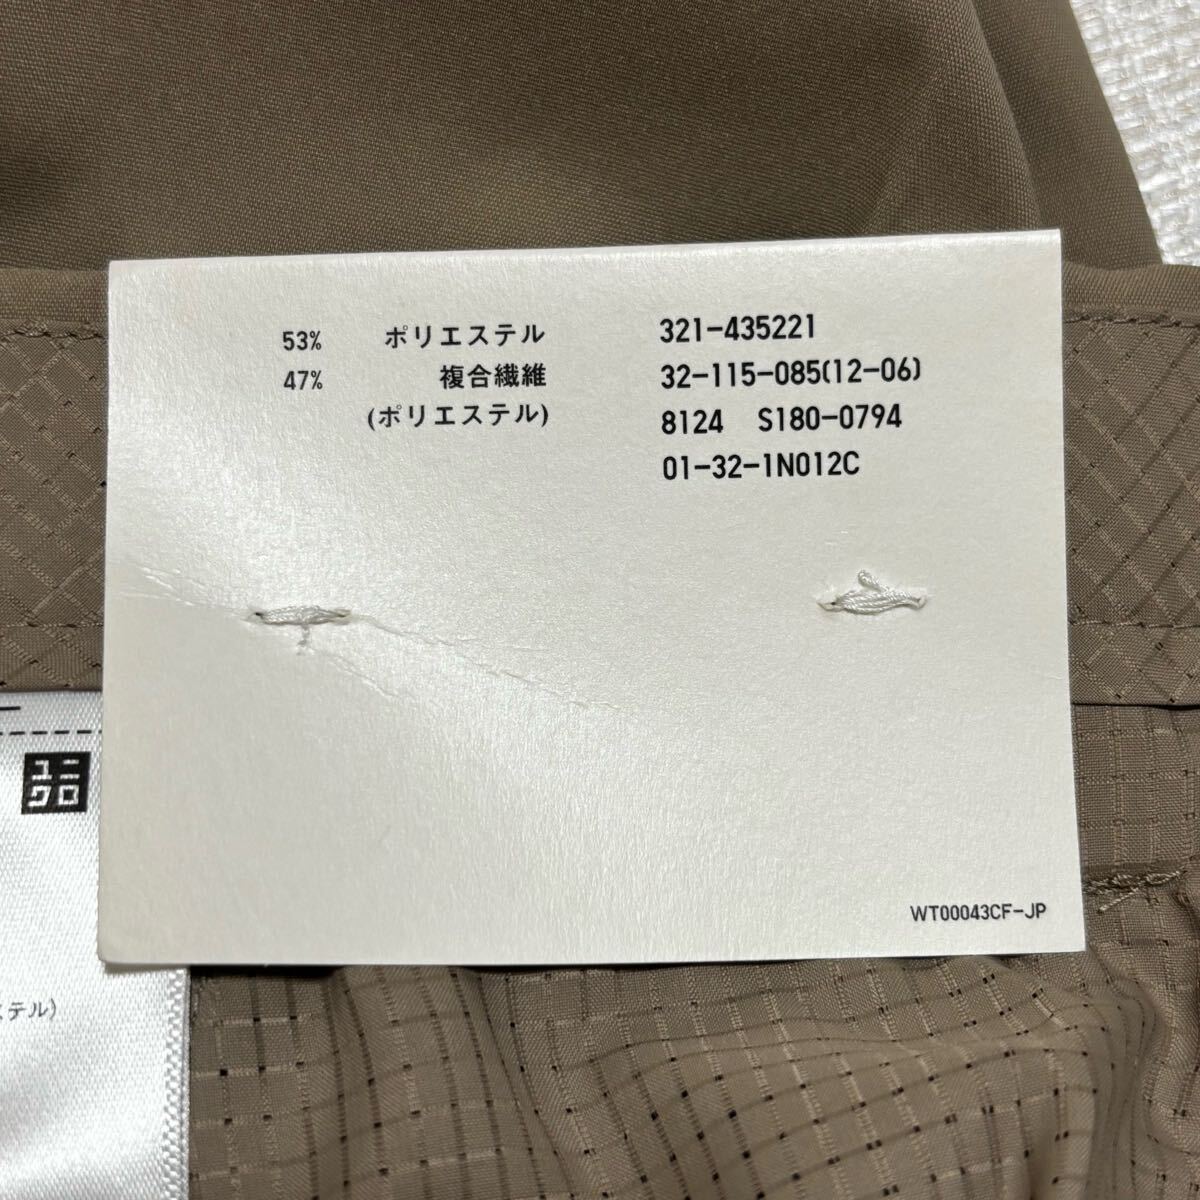 53% ポリエステル
47% 複合繊維
(ポリエステル)
321-435221
32-115-085(12-06)
8124 S180-0794
01-32-1N012C
ユニ
クロ
ステル)
WT00043CF-JP